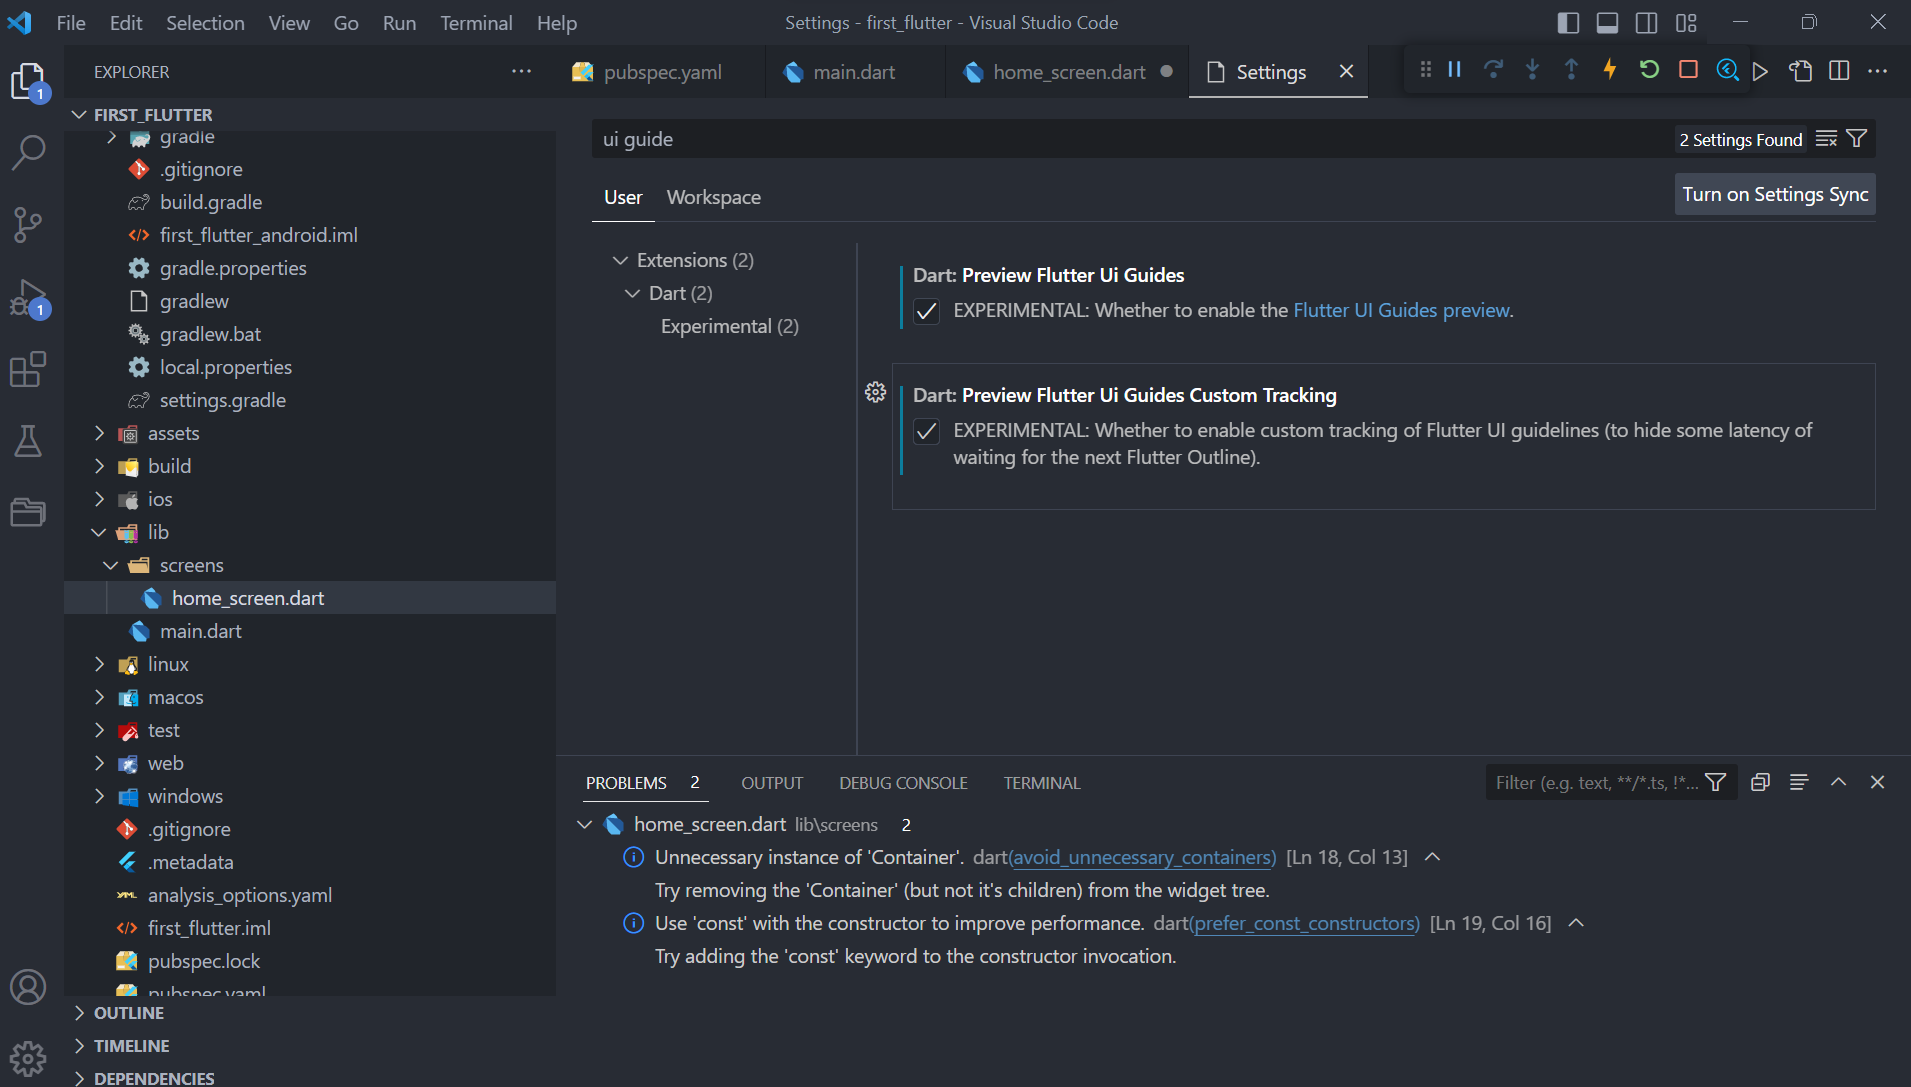 File Edit Selection View Go Run Terminal Help
Settings - first_flutter - Visual Studio Code
EXPLORER
1
FIRST_FLUTTER
gradle
.gitignore
build.gradle
first_flutter_android.iml
gradle.properties
gradlew
1
gradlew.bat
local.properties
settings.gradle
assets
build
ios
lib
screens
home_screen.dart
main.dart
linux
macos
test
web
windows
.gitignore
.metadata
analysis_options.yaml
first_flutter.iml
pubspec.lock
pubspec.yaml
OUTLINE
TIMELINE
DEPENDENCIES
pubspec.yaml main.dart home_screen.dart Settings
ui guide
2 Settings Found
User Workspace
Turn on Settings Sync
Extensions (2)
Dart (2)
Experimental (2)
Dart: Preview Flutter Ui Guides
EXPERIMENTAL: Whether to enable the Flutter UI Guides preview.
Dart: Preview Flutter Ui Guides Custom Tracking
EXPERIMENTAL: Whether to enable custom tracking of Flutter UI guidelines (to hide some latency of
waiting for the next Flutter Outline).
PROBLEMS 2 OUTPUT DEBUG CONSOLE TERMINAL
Filter (e.g. text, **/*.ts, !*...
home_screen.dart lib\screens 2
Unnecessary instance of 'Container'. dart(avoid_unnecessary_containers) [Ln 18, Col 13]
Try removing the 'Container' (but not it's children) from the widget tree.
Use 'const' with the constructor to improve performance. dart(prefer_const_constructors) [Ln 19, Col 16]
Try adding the 'const' keyword to the constructor invocation.